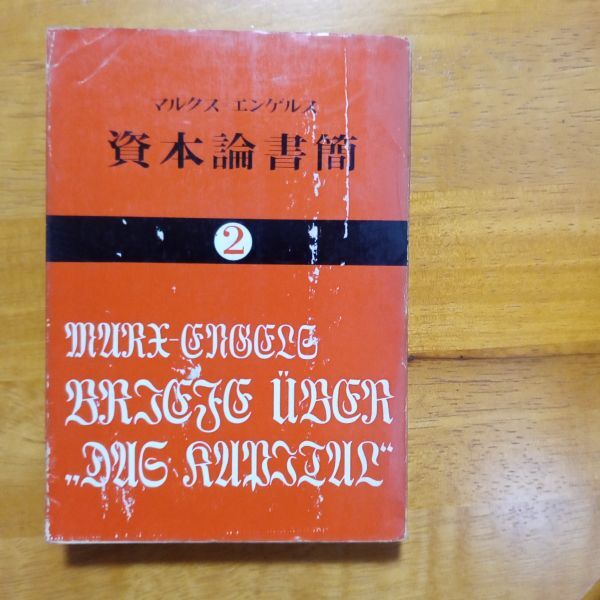 マルクス エンゲルス
資本論書簡
2
MARX-ENGELS
BRIEFE ÜBER
„DAS KAPITAL“